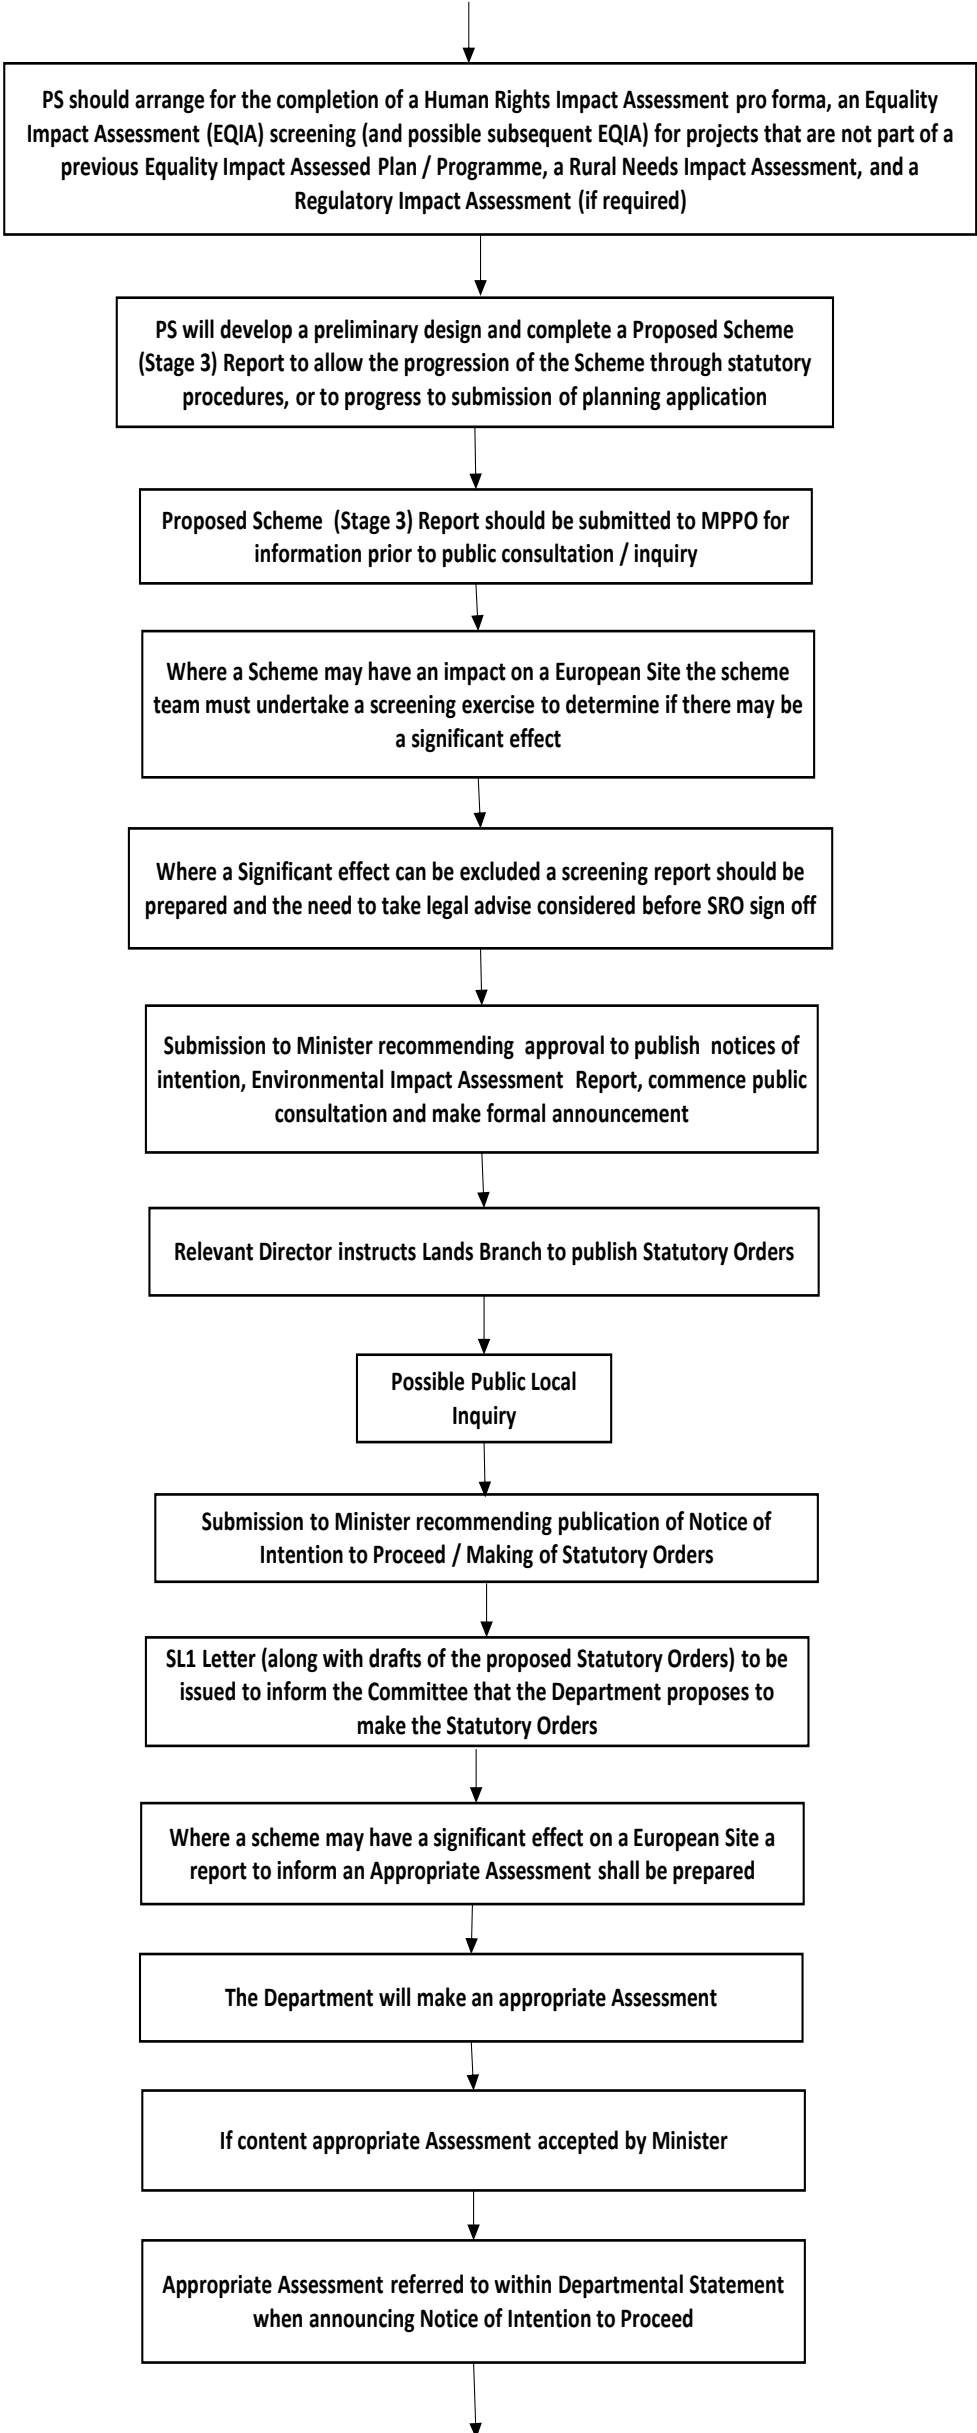 PS should arrange for the completion of a Human Rights Impact Assessment pro forma, an Equality
Impact Assessment (EQIA) screening (and possible subsequent EQIA) for projects that are not part of a
previous Equality Impact Assessed Plan / Programme, a Rural Needs Impact Assessment, and a
Regulatory Impact Assessment (if required)
PS will develop a preliminary design and complete a Proposed Scheme
(Stage 3) Report to allow the progression of the Scheme through statutory
procedures, or to progress to submission of planning application
Proposed Scheme (Stage 3) Report should be submitted to MPPO for
information prior to public consultation / inquiry
Where a Scheme may have an impact on a European Site the scheme
team must undertake a screening exercise to determine if there may be
a significant effect
Where a Significant effect can be excluded a screening report should be
prepared and the need to take legal advise considered before SRO sign off
Submission to Minister recommending approval to publish notices of
intention, Environmental Impact Assessment Report, commence public
consultation and make formal announcement
Relevant Director instructs Lands Branch to publish Statutory Orders
Possible Public Local
Inquiry
Submission to Minister recommending publication of Notice of
Intention to Proceed / Making of Statutory Orders
SL1 Letter (along with drafts of the proposed Statutory Orders) to be
issued to inform the Committee that the Department proposes to
make the Statutory Orders
Where a scheme may have a significant effect on a European Site a
report to inform an Appropriate Assessment shall be prepared
The Department will make an appropriate Assessment
If content appropriate Assessment accepted by Minister
Appropriate Assessment referred to within Departmental Statement
when announcing Notice of Intention to Proceed